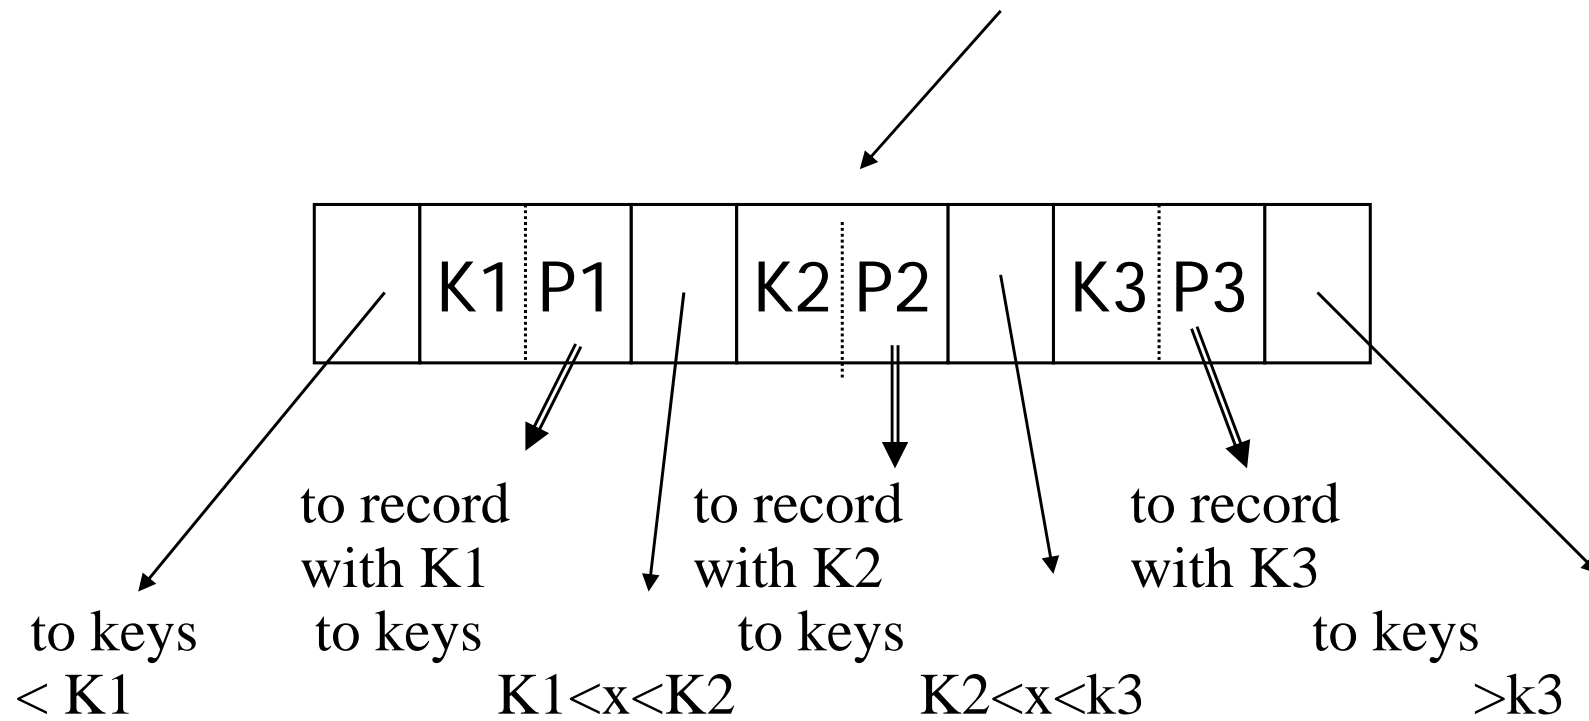 K1 P1 K2 P2 K3 P3
to record to record to record
with K1 with K2 with K3
to keys to keys to keys to keys
< K1 K1<x<K2 K2<x<k3 >k3